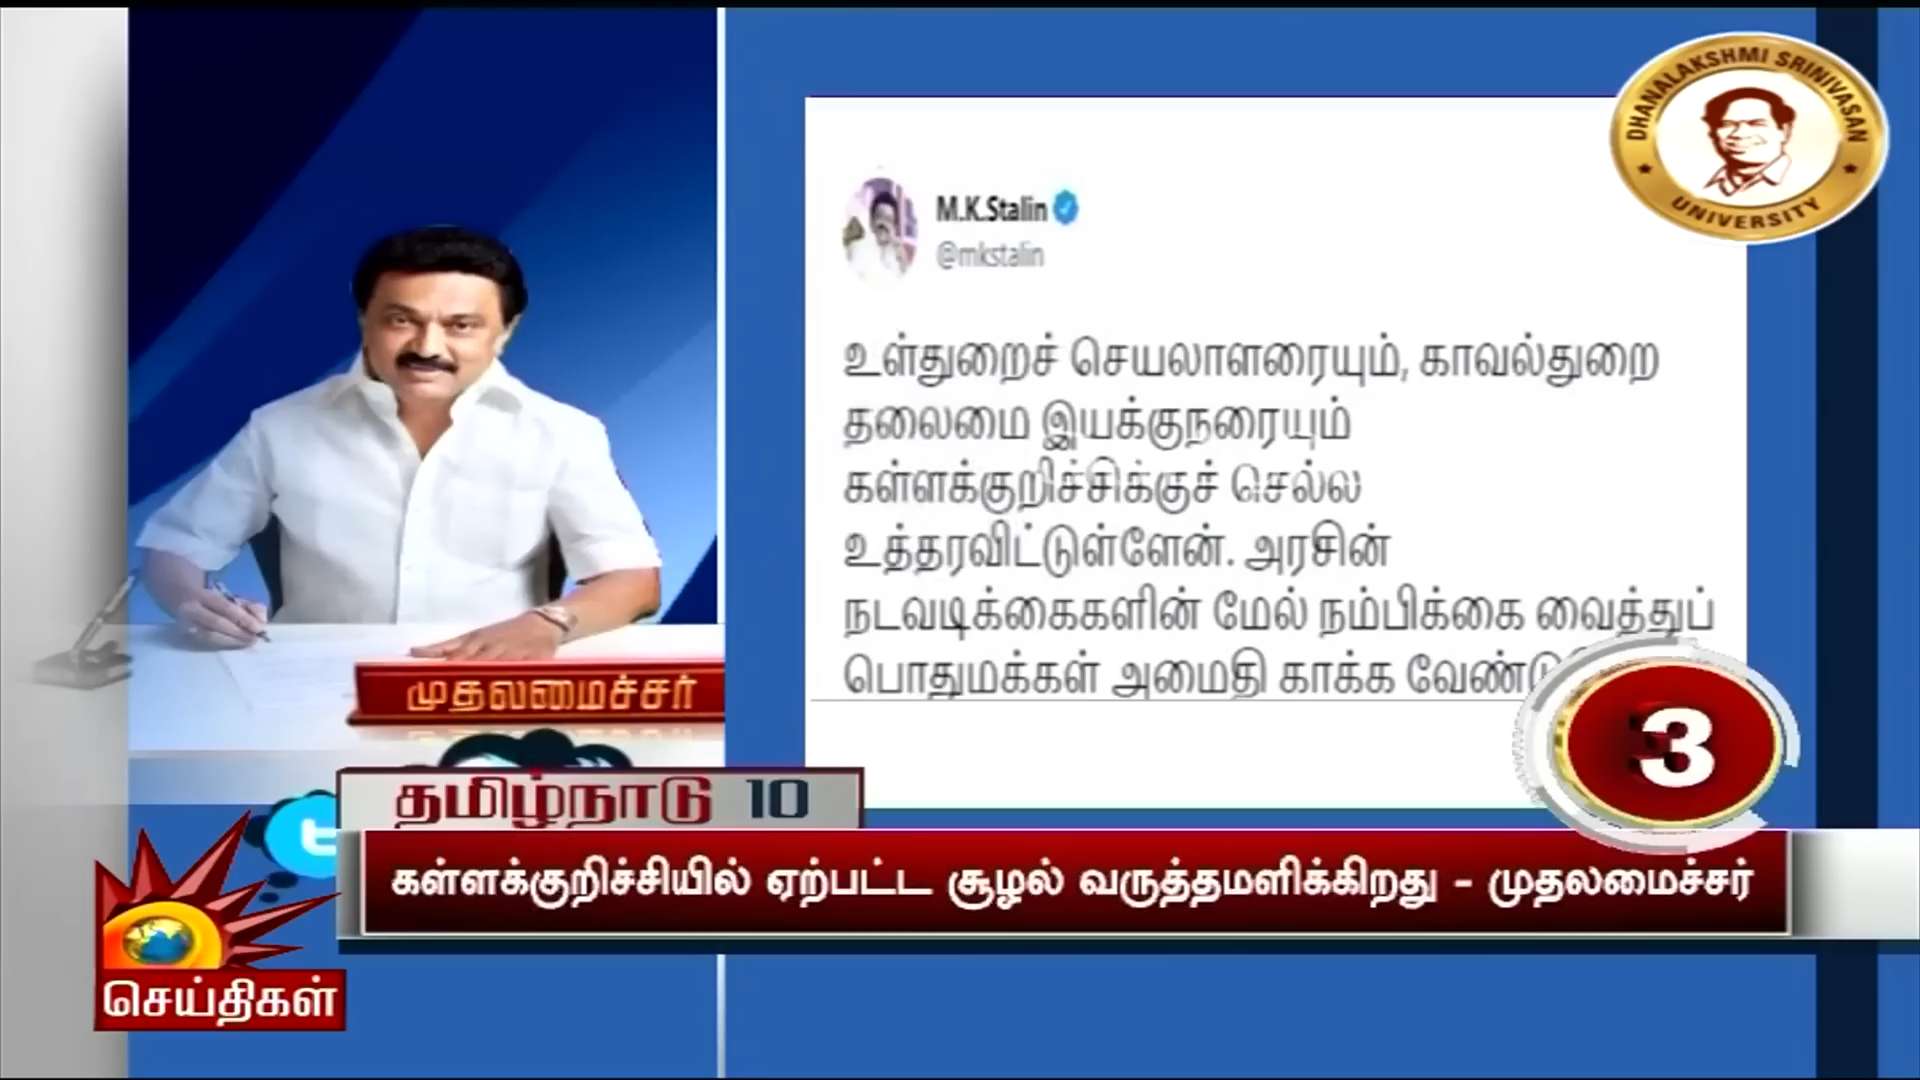 DHANALAKSHMI SRINIVASAN
UNIVERSITY
M.K.Stalin
@mkstalin
உள்துறைச் செயலாளரையும், காவல்துறை
தலைமை இயக்குநரையும்
கள்ளக்குறிச்சிக்குச் செல்ல
உத்தரவிட்டுள்ளேன். அரசின்
நடவடிக்கைகளின் மேல் நம்பிக்கை வைத்துப்
பொதுமக்கள் அமைதி காக்க
முதலமைச்சர்
3
தமிழ்நாடு 10
கள்ளக்குறிச்சியில் ஏற்பட்ட சூழல் வருத்தமளிக்கிறது - முதலமைச்சர்
செய்திகள்